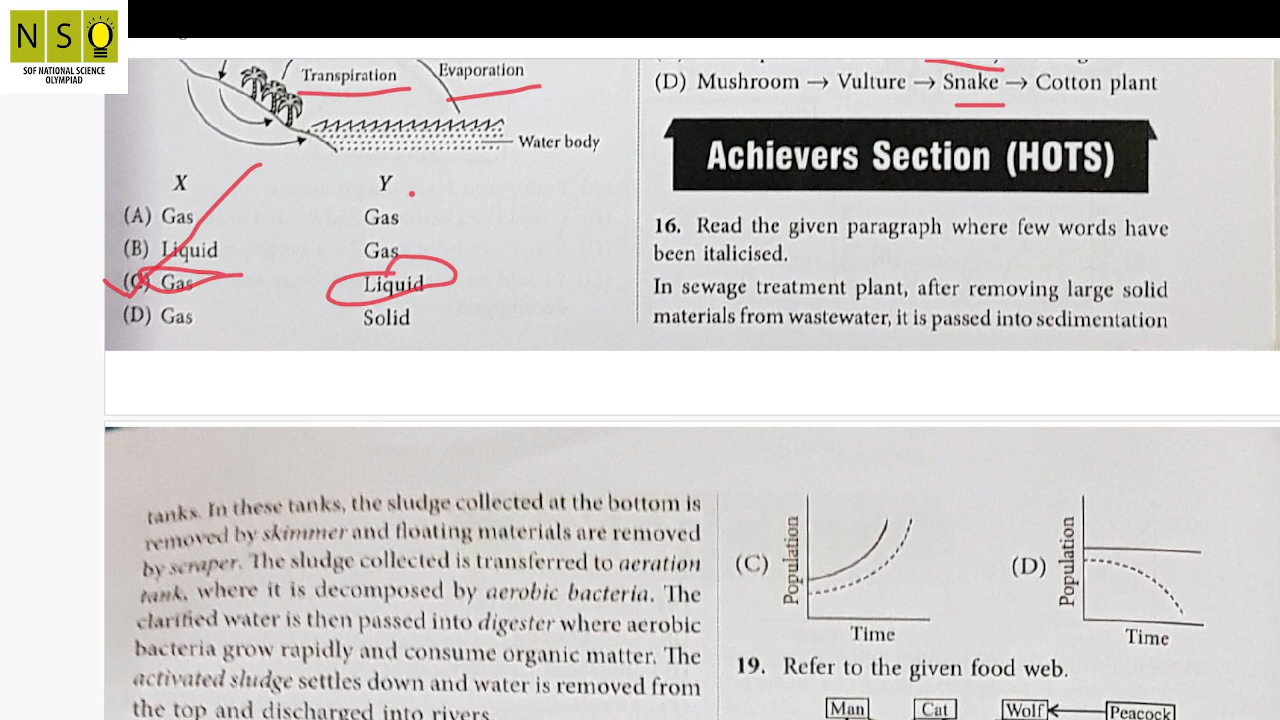 NSO
SOF NATIONAL SCIENCE
OLYMPIAD
Transpiration
Evaporation
Water body
X Y
(A) Gas Gas
(B) Liquid Gas
(C) Gas Liquid
(D) Gas Solid
(D) Mushroom → Vulture → Snake → Cotton plant
Achievers Section (HOTS)
16. Read the given paragraph where few words have
been italicised.
In sewage treatment plant, after removing large solid
materials from wastewater, it is passed into sedimentation
tanks. In these tanks, the sludge collected at the bottom is
removed by skimmer and floating materials are removed
by scraper. The sludge collected is transferred to aeration
tank, where it is decomposed by aerobic bacteria. The
clarified water is then passed into digester where aerobic
bacteria grow rapidly and consume organic matter. The
activated sludge settles down and water is removed from
the top and discharged into rivers.
(C) Population
Time
(D) Population
Time
19. Refer to the given food web.
Man Cat Wolf Peacock